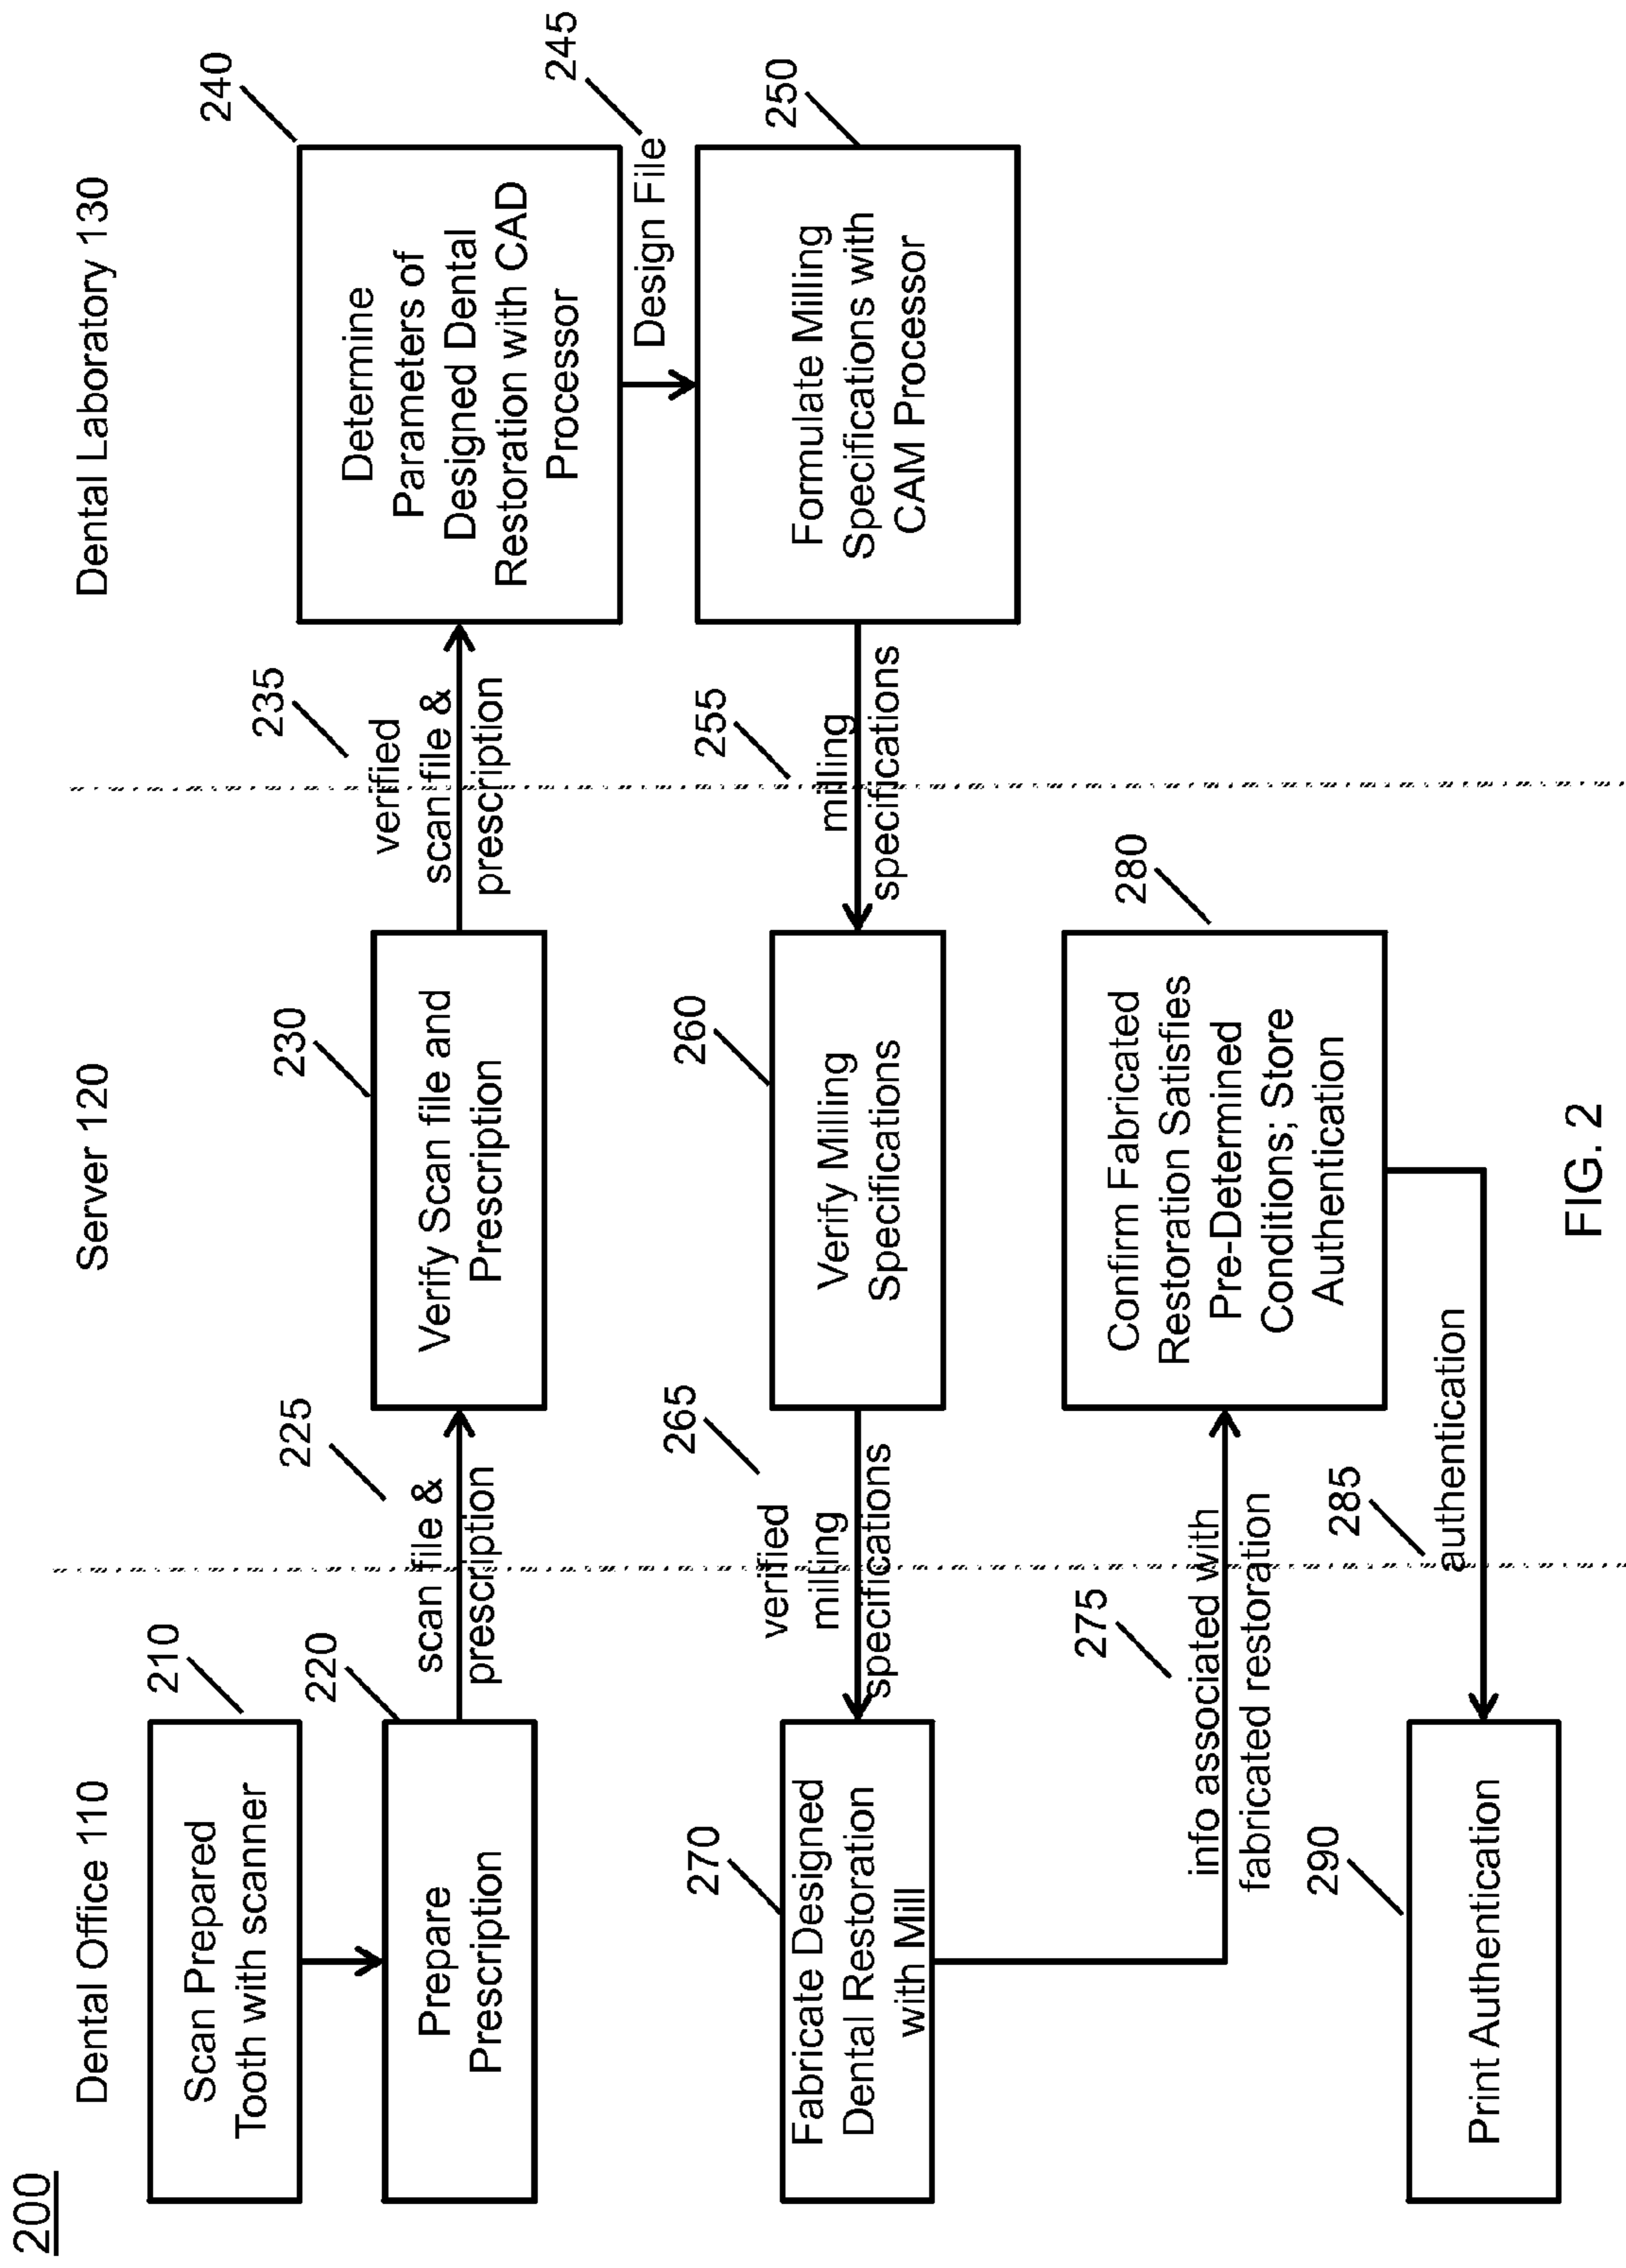 200
Dental Office 110
Server 120
Dental Laboratory 130
210
Scan Prepared
Tooth with scanner
220
Prepare
Prescription
225
scan file &
prescription
230
Verify Scan file and
Prescription
235
verified
scan file &
prescription
240
Determine
Parameters of
Designed Dental
Restoration with CAD
Processor
245
Design File
250
Formulate Milling
Specifications with
CAM Processor
255
milling
specifications
260
Verify Milling
Specifications
265
verified
milling
specifications
270
Fabricate Designed
Dental Restoration
with Mill
275
info associated with
fabricated restoration
280
Confirm Fabricated
Restoration Satisfies
Pre-Determined
Conditions; Store
Authentication
285
authentication
290
Print Authentication
FIG. 2